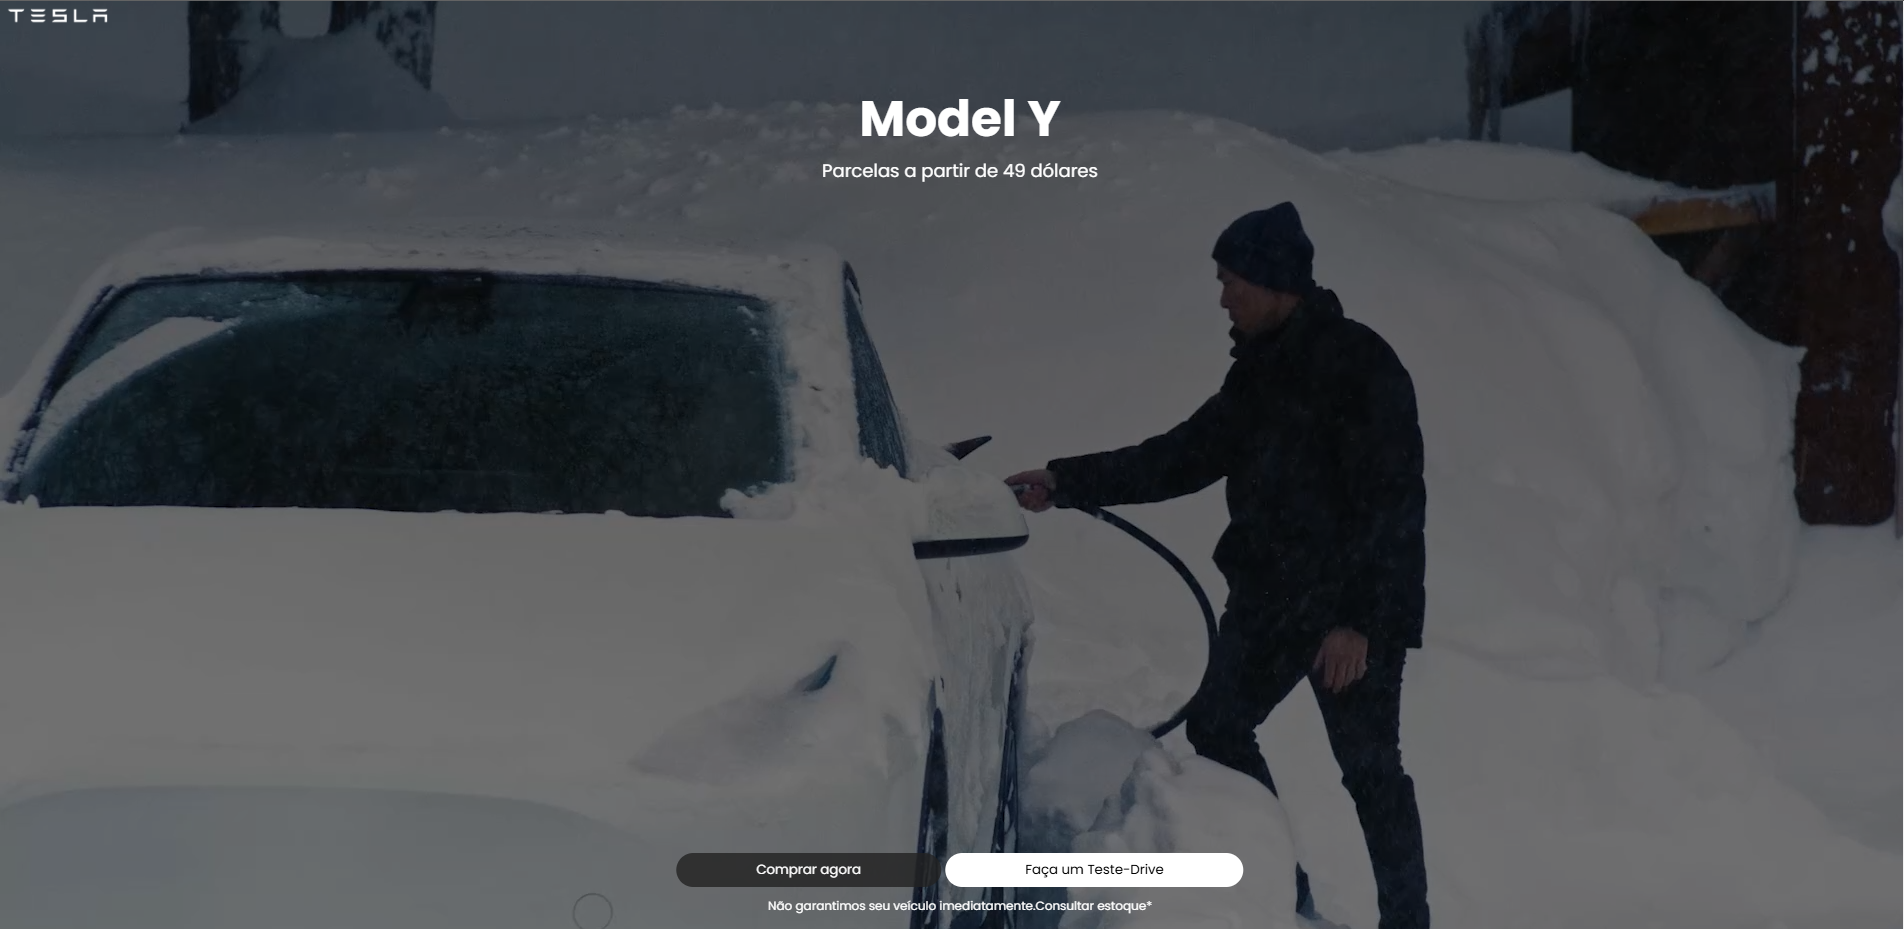 TESLA
Model Y
Parcelas a partir de 49 dólares
Comprar agora
Faça um Teste-Drive
Não garantimos seu veículo imediatamente.Consultar estoque*